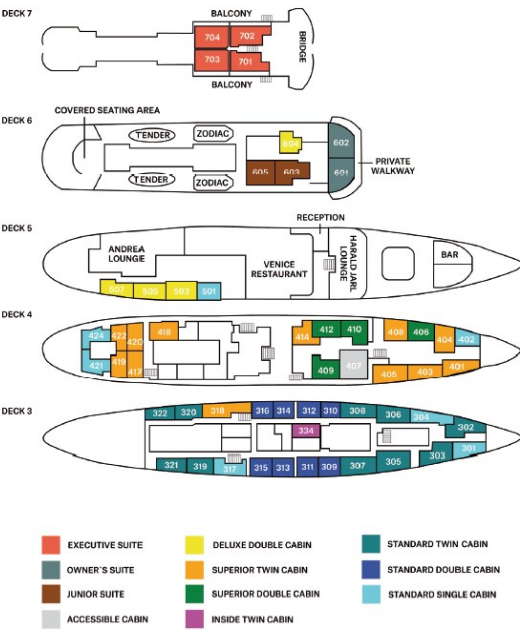 DECK 7
BALCONY
704 702
703 701
BRIDGE
BALCONY
DECK 6
COVERED SEATING AREA
TENDER ZODIAC
604 602
605 603 601
TENDER ZODIAC
PRIVATE
WALKWAY
DECK 5
RECEPTION
ANDREA
LOUNGE
VENICE
RESTAURANT
HARALD JARL
LOUNGE
BAR
507 505 503 501
DECK 4
424 422 420 418 414 412 410 408 406 404 402
421 419 417 409 407 405 403 401
DECK 3
322 320 318 316 314 312 310 308 306 304 302
334
321 319 317 315 313 311 309 307 305 303 301
EXECUTIVE SUITE
OWNER'S SUITE
JUNIOR SUITE
ACCESSIBLE CABIN
DELUXE DOUBLE CABIN
SUPERIOR TWIN CABIN
SUPERIOR DOUBLE CABIN
INSIDE TWIN CABIN
STANDARD TWIN CABIN
STANDARD DOUBLE CABIN
STANDARD SINGLE CABIN